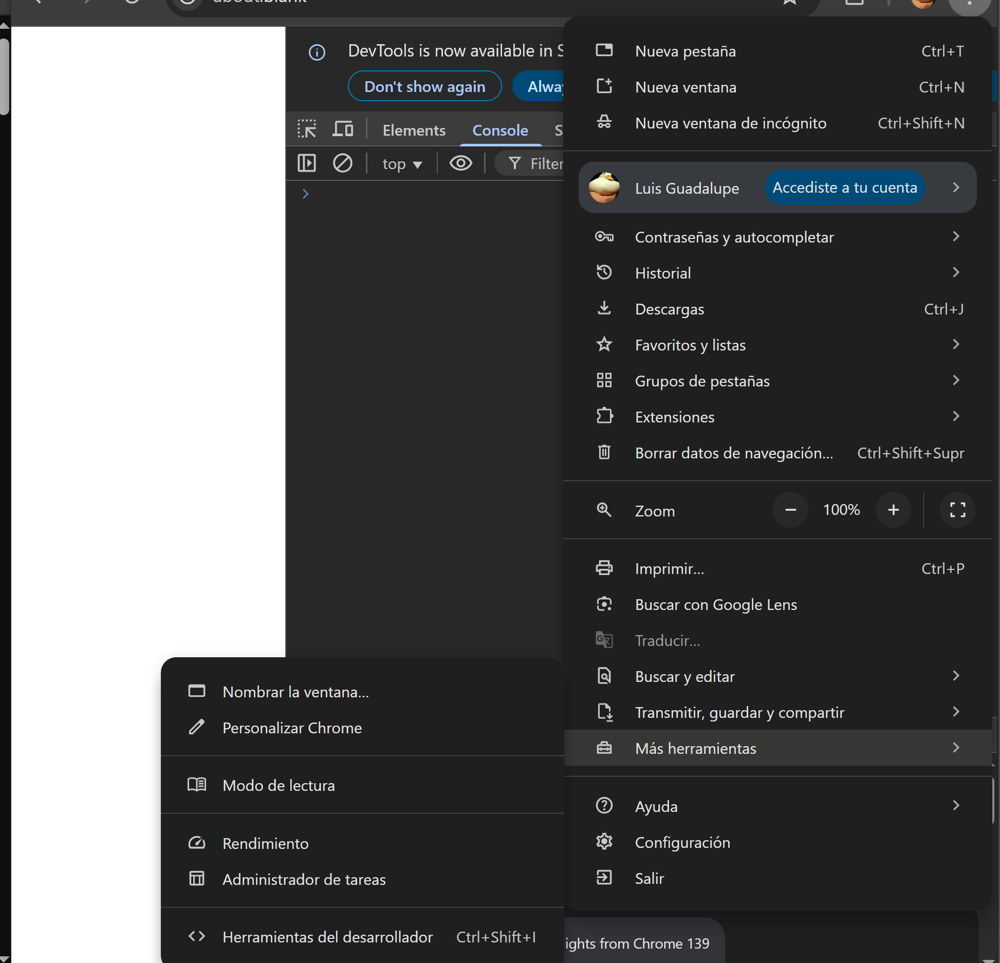 DevTools is now available in S
Don't show again
Alway
Elements
Console
S
top
Filter
Nueva pestaña Ctrl+T
Nueva ventana Ctrl+N
Nueva ventana de incógnito Ctrl+Shift+N
Luis Guadalupe Accediste a tu cuenta
Contraseñas y autocompletar
Historial
Descargas Ctrl+J
Favoritos y listas
Grupos de pestañas
Extensiones
Borrar datos de navegación... Ctrl+Shift+Supr
Zoom 100%
Imprimir... Ctrl+P
Buscar con Google Lens
Traducir...
Buscar y editar
Transmitir, guardar y compartir
Más herramientas
Ayuda
Configuración
Salir
Nombrar la ventana...
Personalizar Chrome
Modo de lectura
Rendimiento
Administrador de tareas
Herramientas del desarrollador Ctrl+Shift+I
ights from Chrome 139